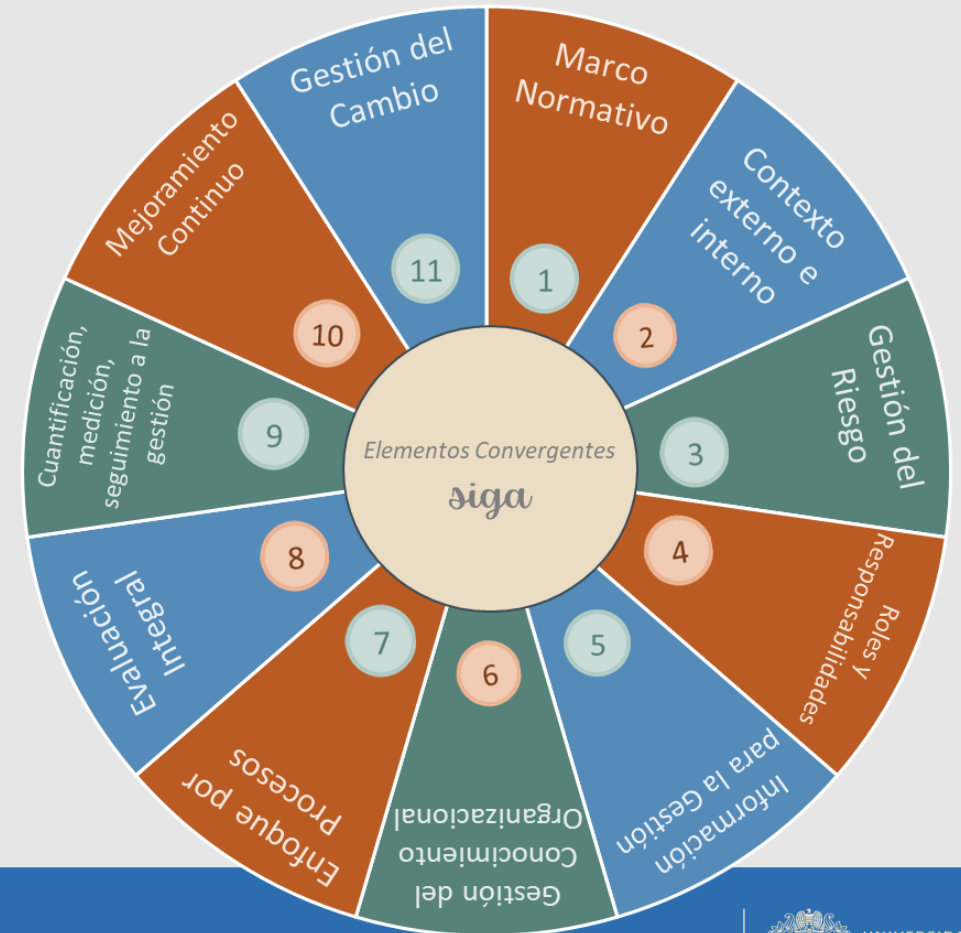 Marco
Normativo
1
Contexto
externo e
interno
2
Gestión del
Riesgo
3
Roles y
Responsabilidades
4
Información
para la Gestión
5
Gestión del
Conocimiento
Organizacional
6
Enfoque por
Procesos
7
Evaluación
Integral
8
Cuantificación,
medición,
seguimiento a la
gestión
9
Mejoramiento
Continuo
10
Gestión del
Cambio
11
Elementos Convergentes
siga